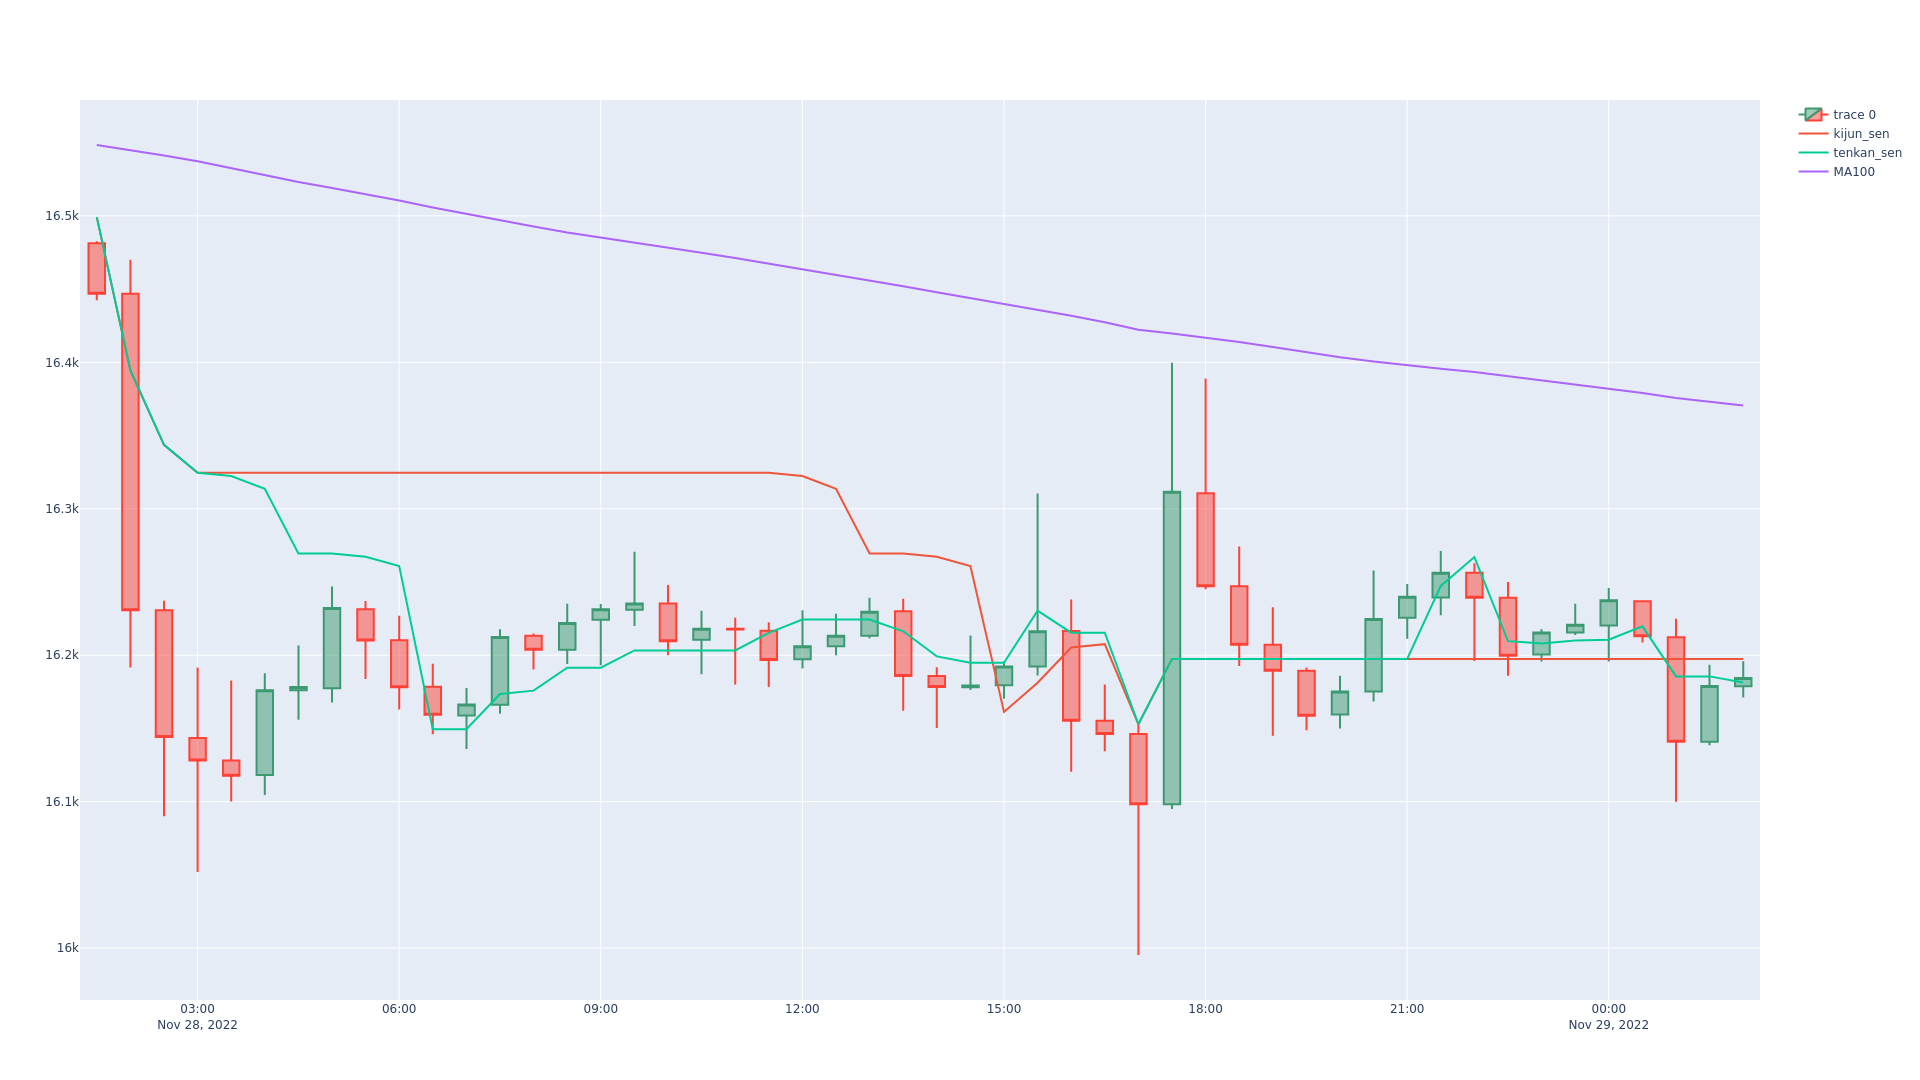 trace 0
kijun_sen
tenkan_sen
MA100
16.5k
16.4k
16.3k
16.2k
16.1k
16k
03:00 06:00 09:00 12:00 15:00 18:00 21:00 00:00
Nov 28, 2022 Nov 29, 2022